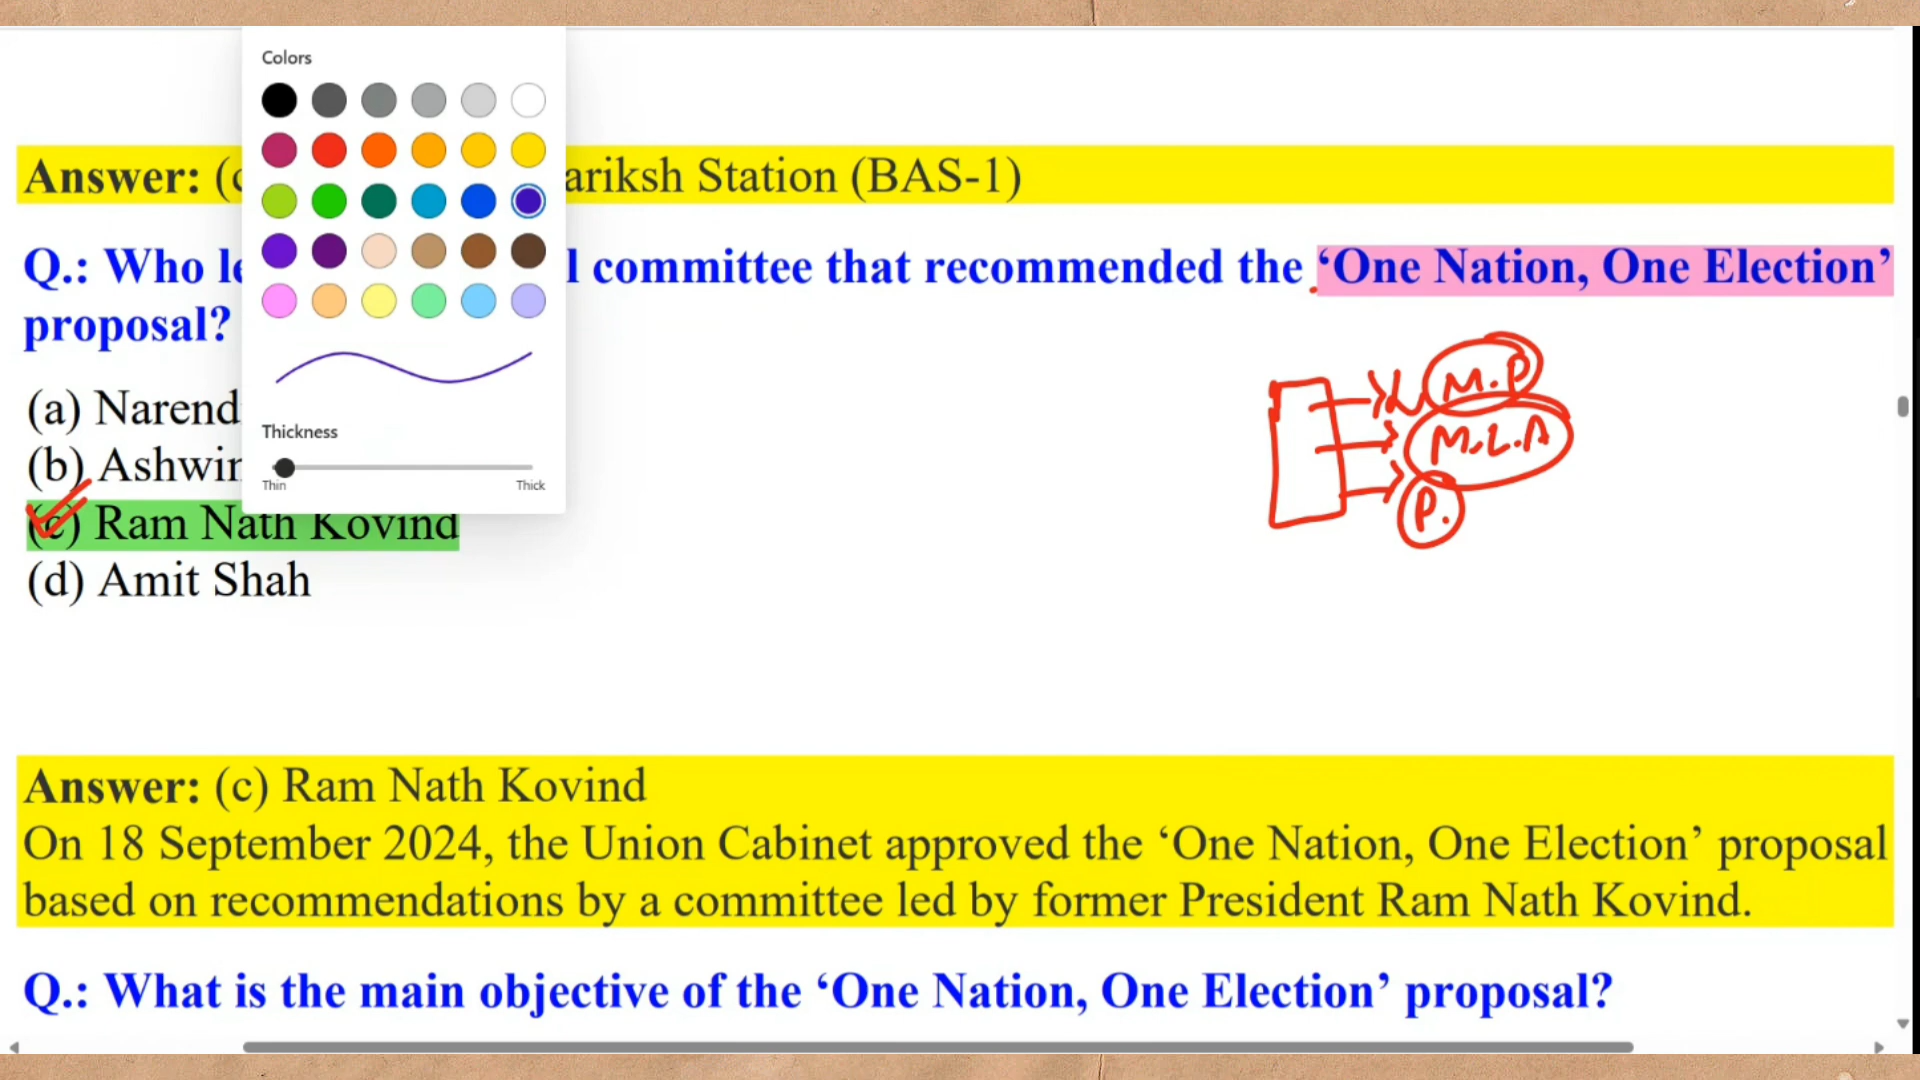 Colors
Answer: (c ariksh Station (BAS-1)
Q.: Who le l committee that recommended the ‘One Nation, One Election’
proposal?
M.P
(a) Narend
M.L.A
Thickness
(b) Ashwin
Thin Thick
P.
(c) Ram Nath Kovind
(d) Amit Shah
Answer: (c) Ram Nath Kovind
On 18 September 2024, the Union Cabinet approved the ‘One Nation, One Election’ proposal
based on recommendations by a committee led by former President Ram Nath Kovind.
Q.: What is the main objective of the ‘One Nation, One Election’ proposal?